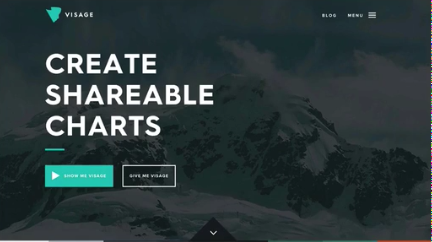 VISAGE
BLOG MENU
CREATE
SHAREABLE
CHARTS
SHOW ME VISAGE GIVE ME VISAGE